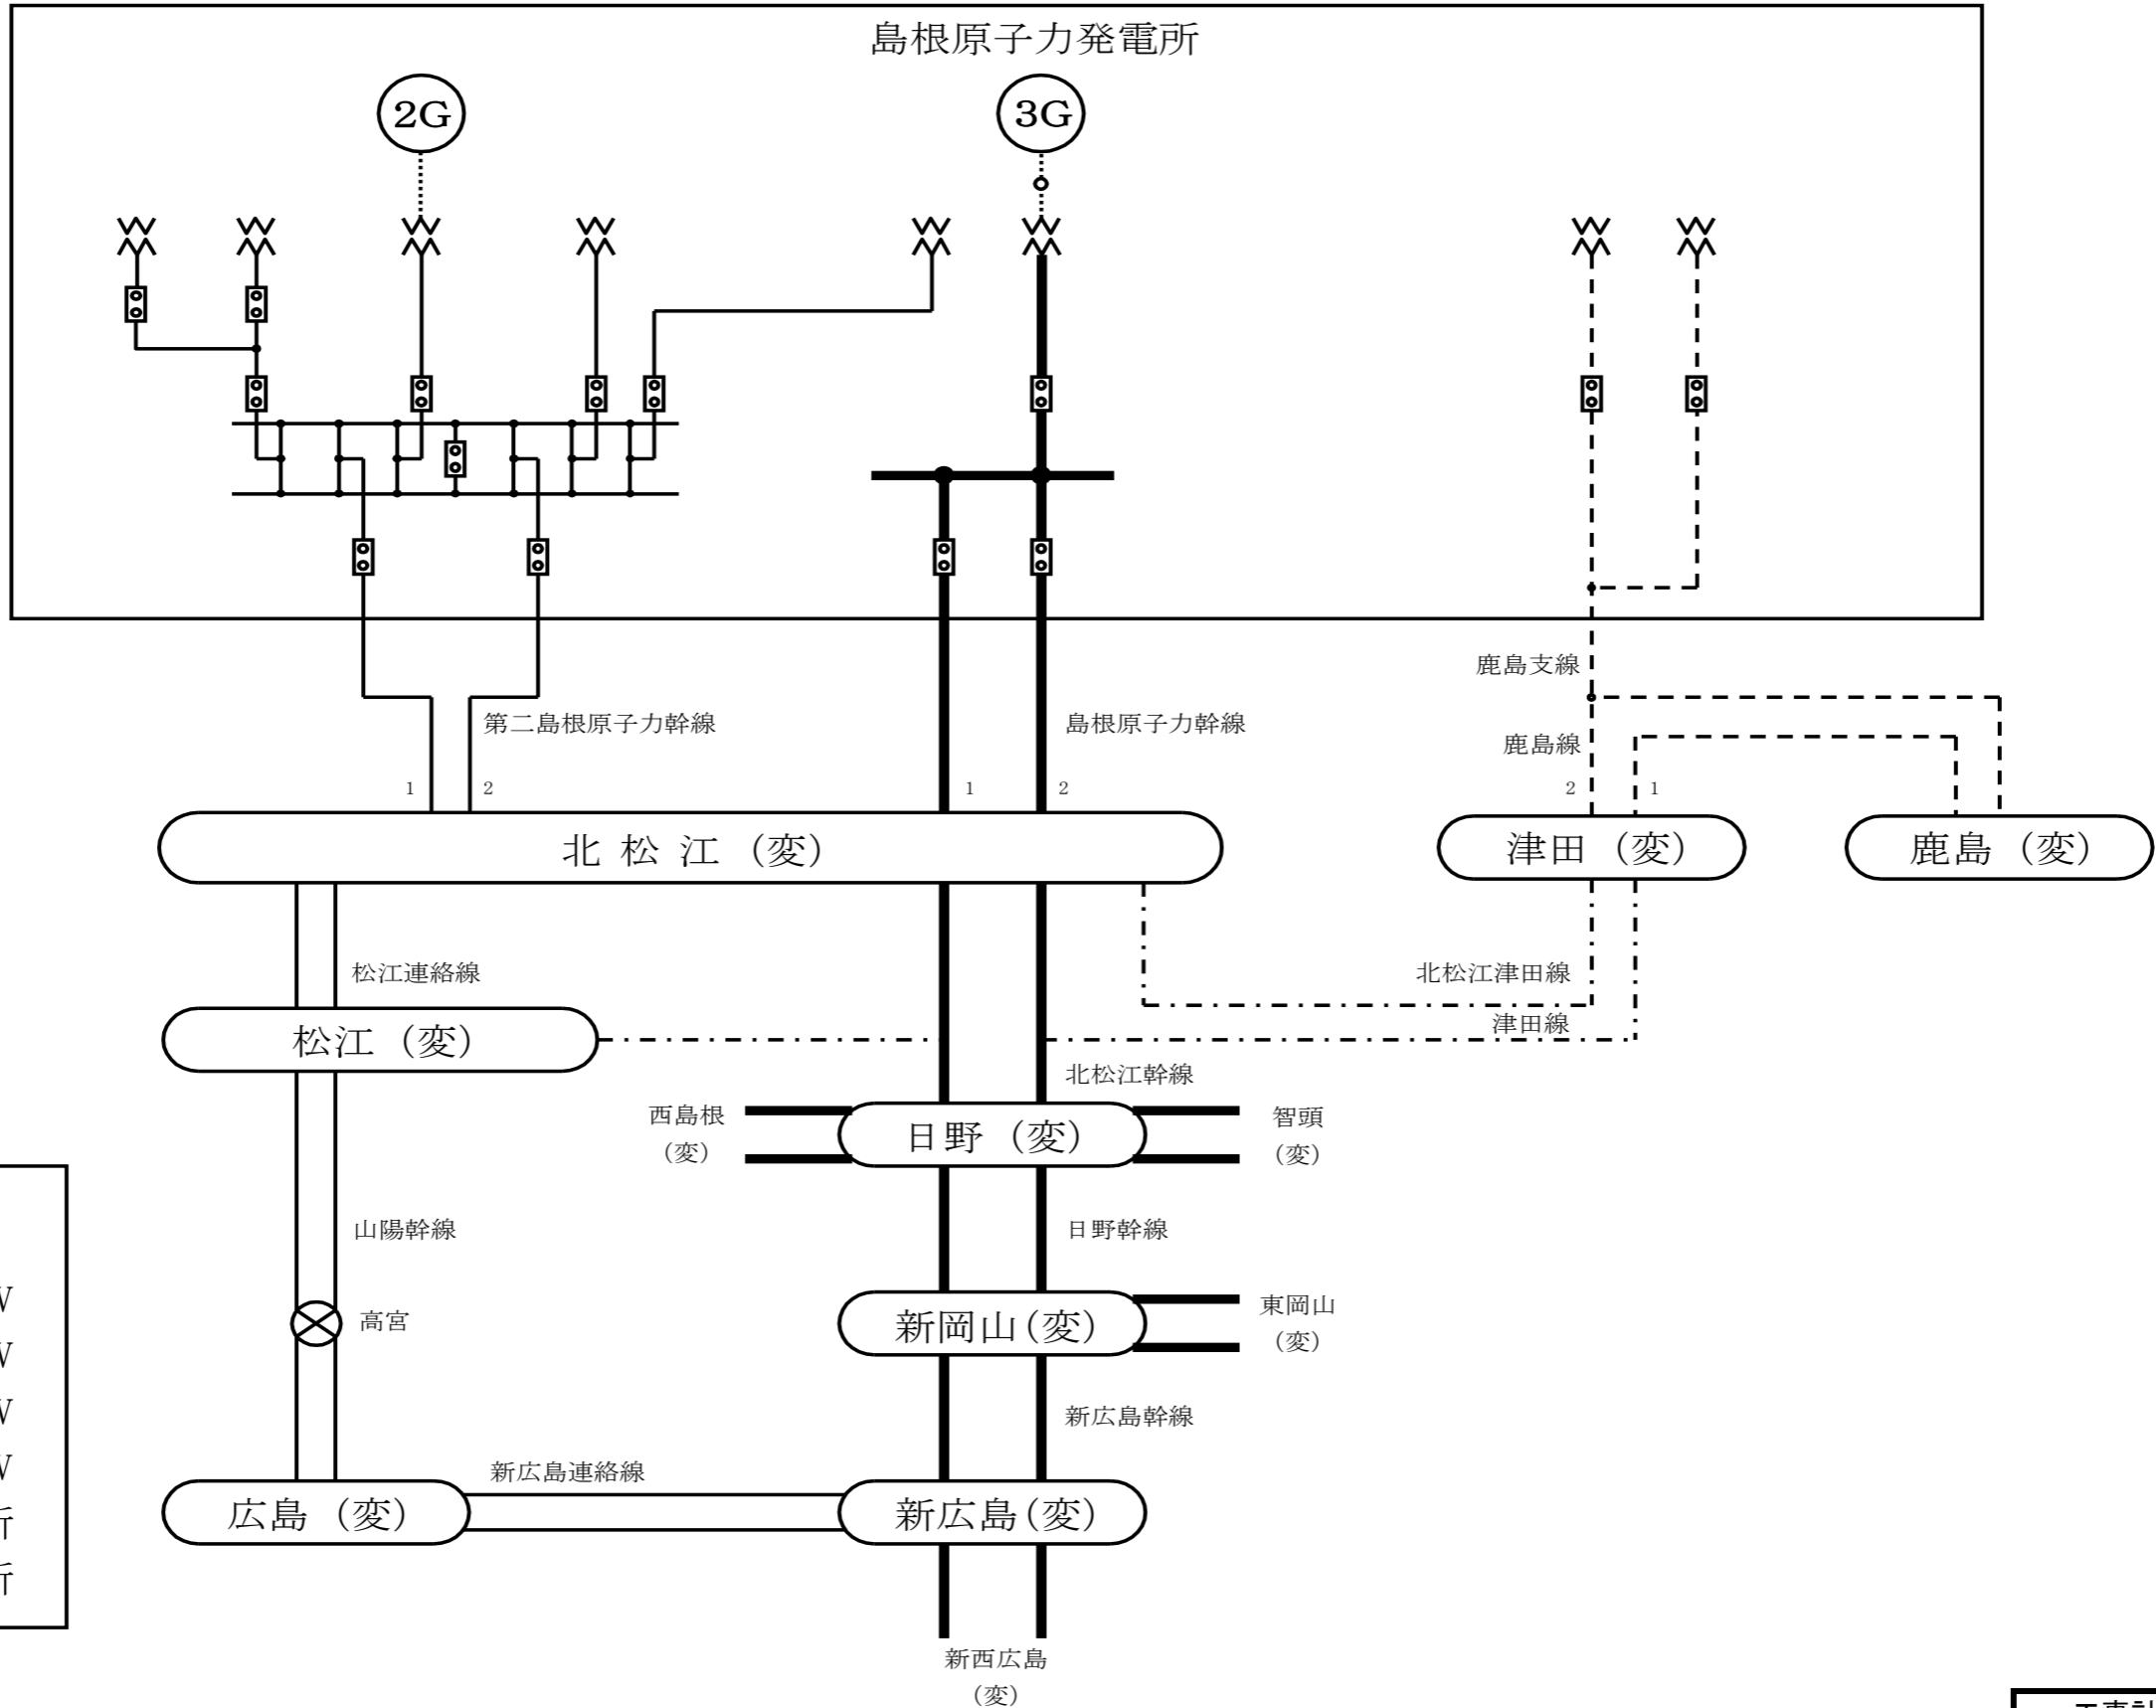 島根原子力発電所
2G
3G
鹿島支線
第二島根原子力幹線
島根原子力幹線
鹿島線
1
2
1
2
2
1
北松江(変)
津田(変)
鹿島(変)
松江連絡線
北松江津田線
津田線
松江(変)
北松江幹線
西島根
(変)
日野(変)
智頭
(変)
山陽幹線
日野幹線
高宮
新岡山(変)
東岡山
(変)
新広島幹線
新広島連絡線
広島(変)
新広島(変)
新西広島
(変)